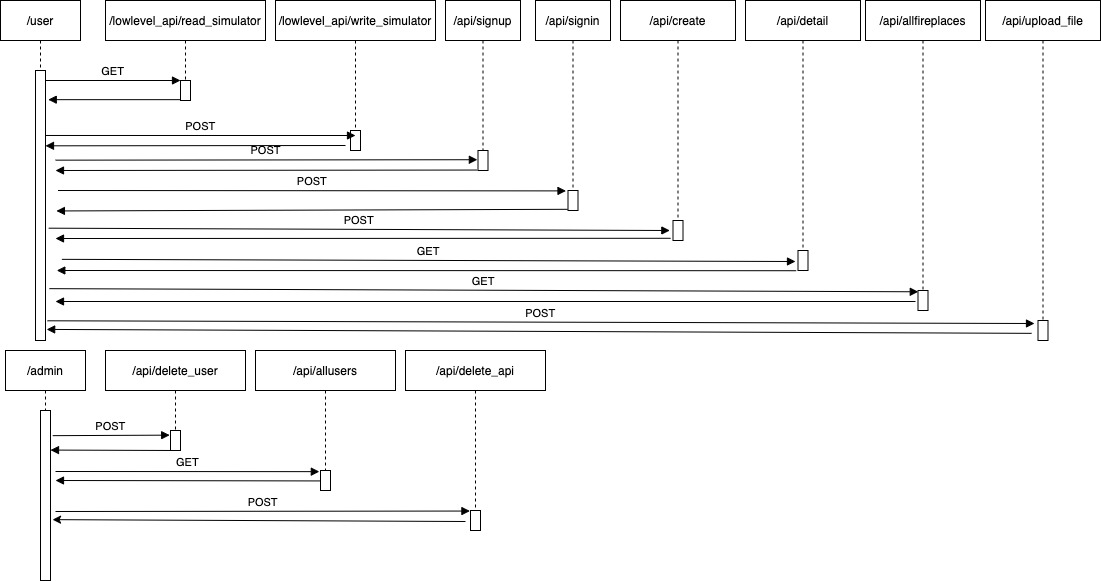 /user
/lowlevel_api/read_simulator
/lowlevel_api/write_simulator
/api/signup
/api/signin
/api/create
/api/detail
/api/allfireplaces
/api/upload_file
GET
POST
POST
POST
POST
GET
GET
POST
/admin
/api/delete_user
/api/allusers
/api/delete_api
POST
GET
POST